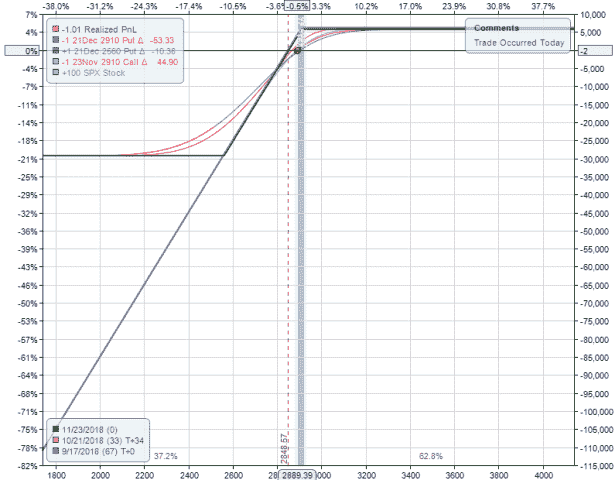 -38.0% -31.2% -24.3% -17.4% -10.5% -3.6% -0.5% 3.3% 10.2% 17.0% 23.9% 30.8% 37.7%
7% 10,000
5,000
0% -2
-4% -5,000
-7% -10,000
-11% -15,000
-14% -20,000
-18% -25,000
-21% -30,000
-25% -35,000
-29% -40,000
-32% -45,000
-36% -50,000
-39% -55,000
-43% -60,000
-46% -65,000
-50% -70,000
-53% -75,000
-57% -80,000
-61% -85,000
-64% -90,000
-68% -95,000
-71% -100,000
-75% -105,000
-78% -110,000
-82% -115,000
-1.01 Realized PnL
-1 21Dec 2910 Put Δ -53.33
+1 21Dec 2560 Put Δ -10.36
-1 23Nov 2910 Call Δ 44.90
+100 SPX Stock
Comments
Trade Occurred Today
11/23/2018 (0)
10/21/2018 (33) T+34
9/17/2018 (67) T+0
37.2%
2848.57
62.8%
1800 2000 2200 2400 2600 2889.39 3000 3200 3400 3600 3800 4000